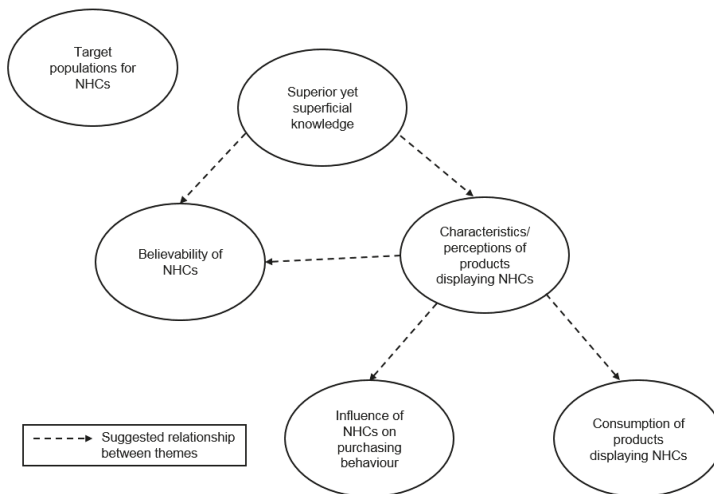 Target
populations for
NHCs
Superior yet
superficial
knowledge
Believability of
NHCs
Characteristics/
perceptions of
products
displaying NHCs
Influence of
NHCs on
purchasing
behaviour
Consumption of
products
displaying NHCs
Suggested relationship
between themes